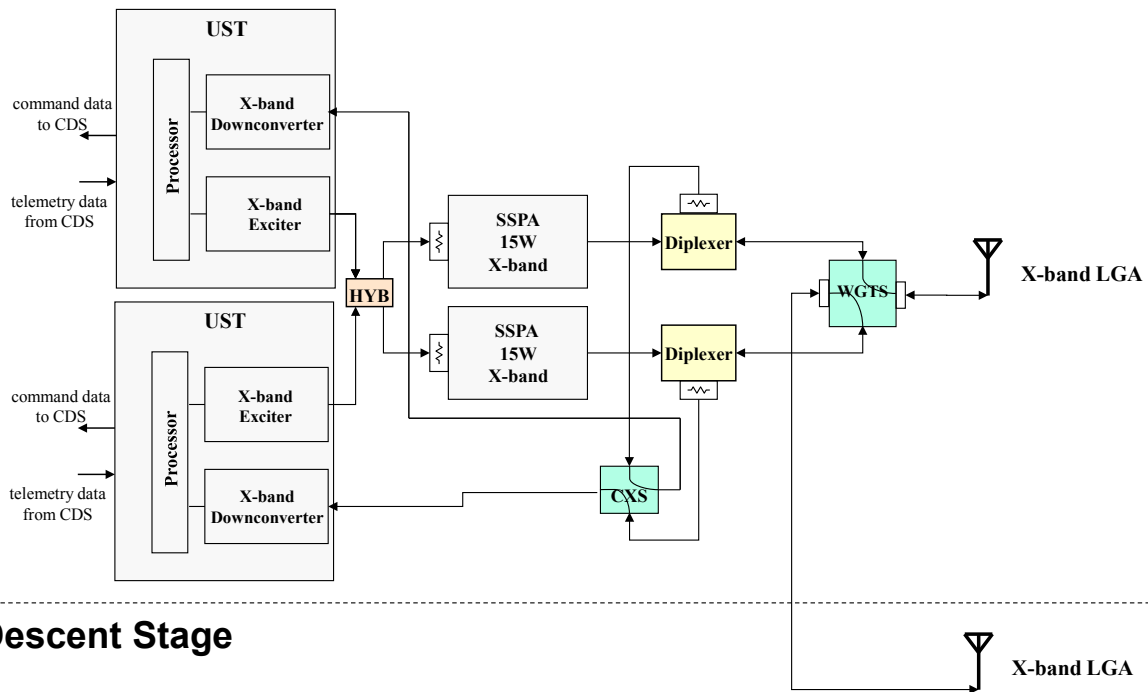 UST
command data
to CDS
telemetry data
from CDS
Processor
X-band
Downconverter
X-band
Exciter
HYB
SSPA
15W
X-band
Diplexer
WGTS
X-band LGA
UST
command data
to CDS
telemetry data
from CDS
Processor
X-band
Exciter
X-band
Downconverter
SSPA
15W
X-band
Diplexer
CXS
Descent Stage
X-band LGA